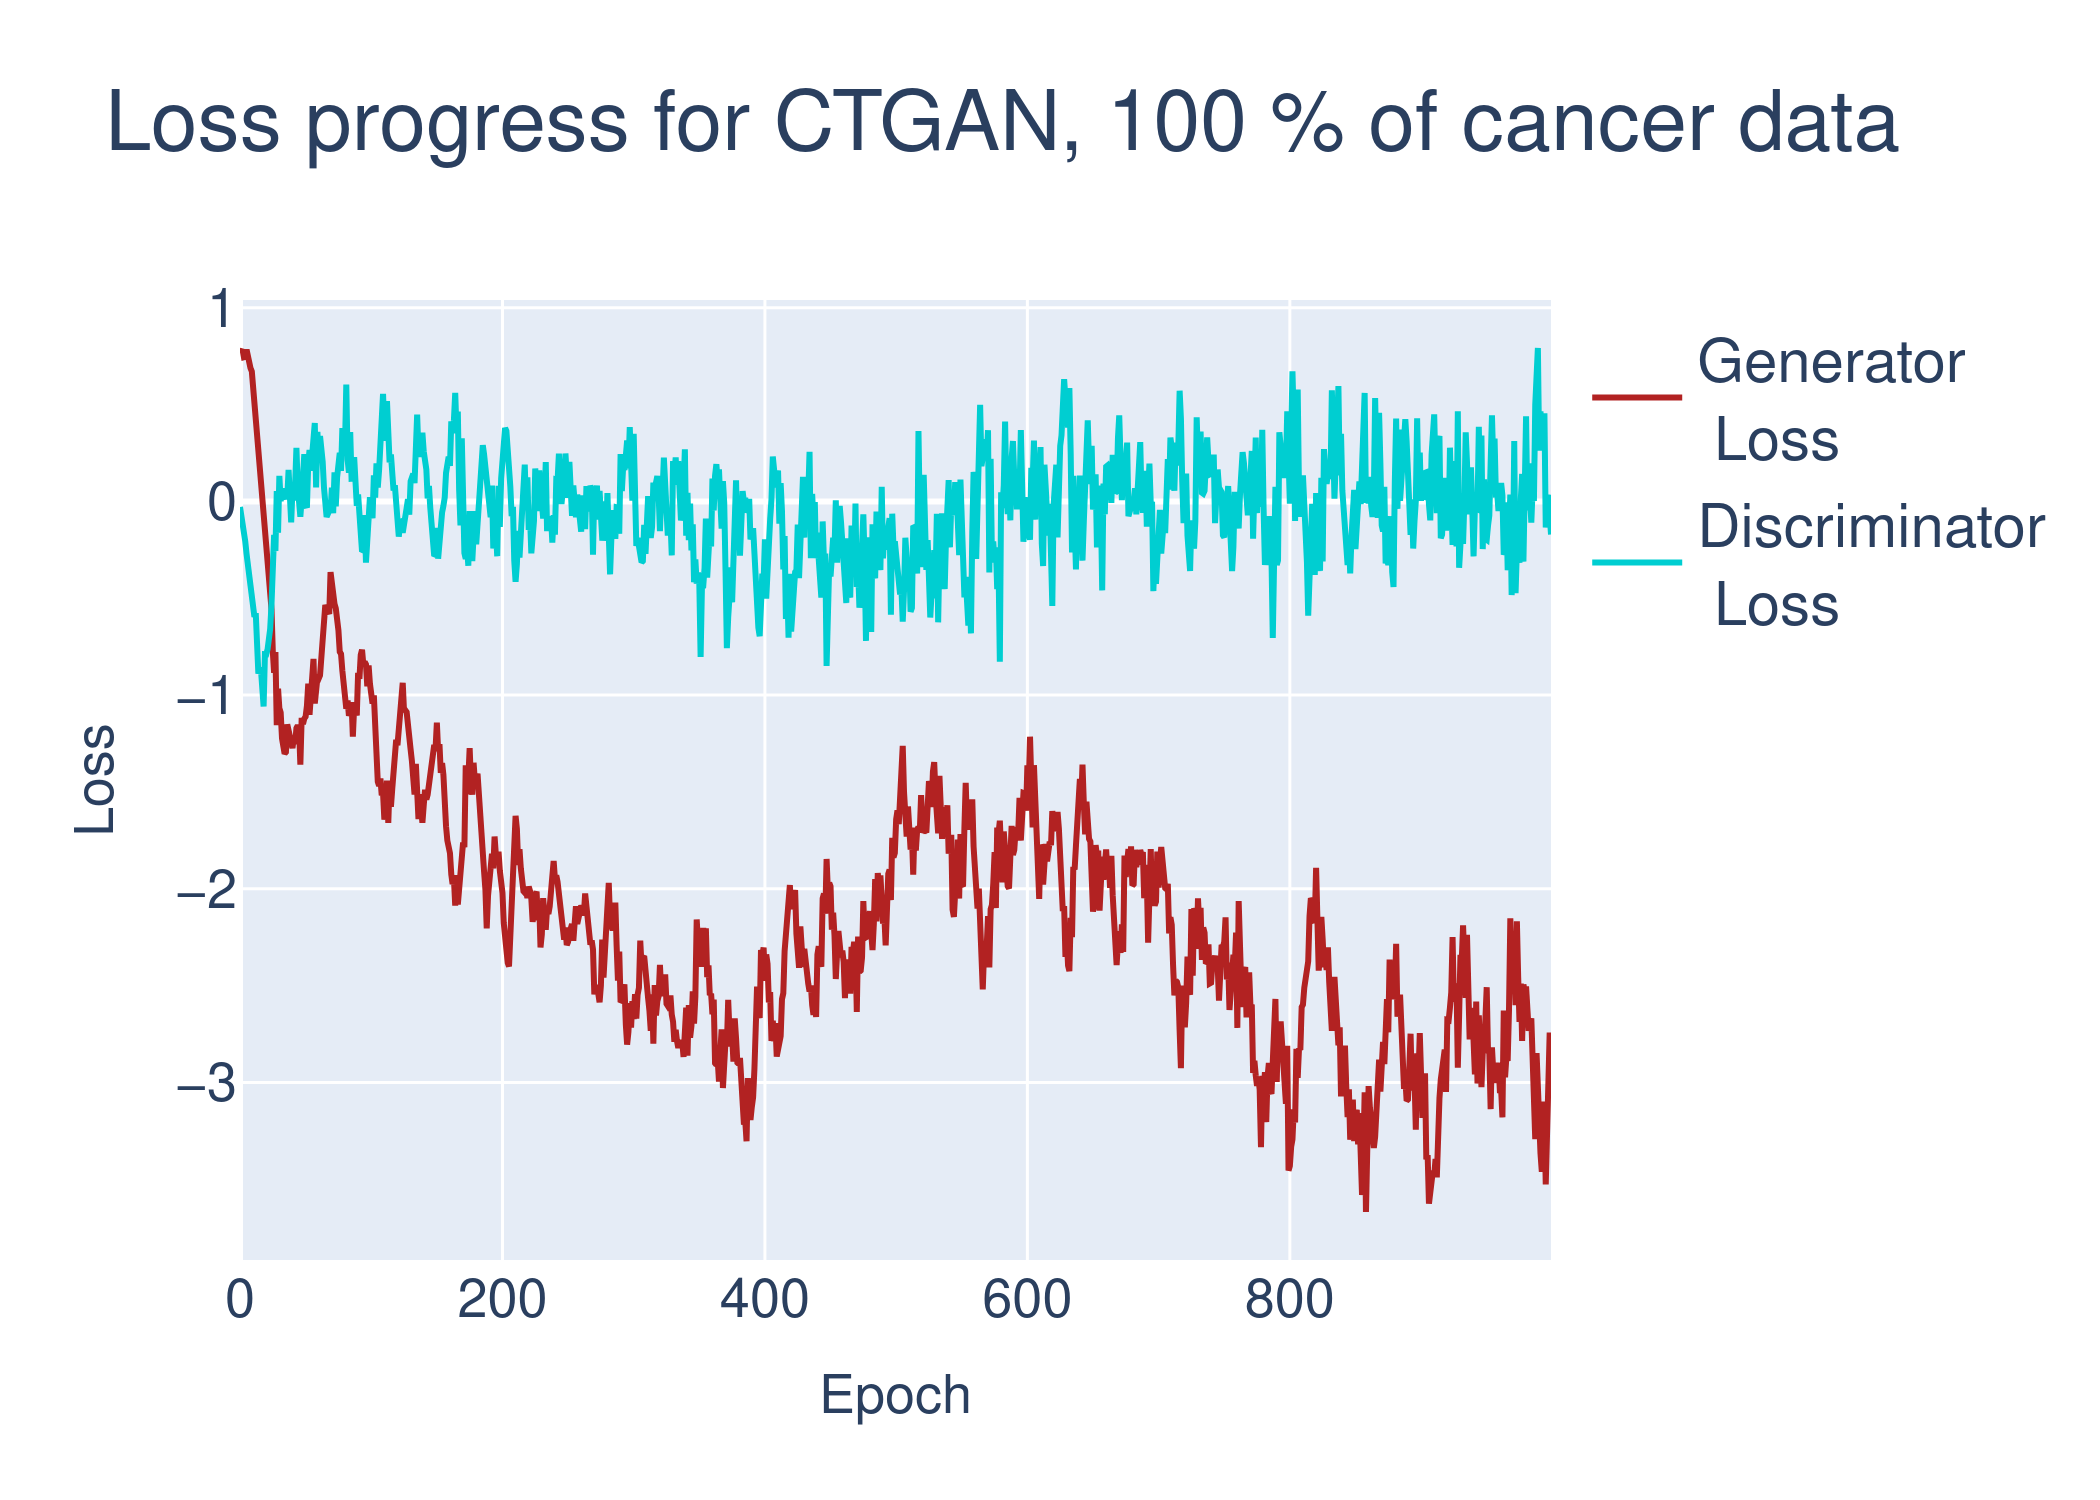 Loss progress for CTGAN, 100 % of cancer data
1
0
−1
−2
−3
Loss
0
200
400
600
800
Epoch
Generator
Loss
Discriminator
Loss